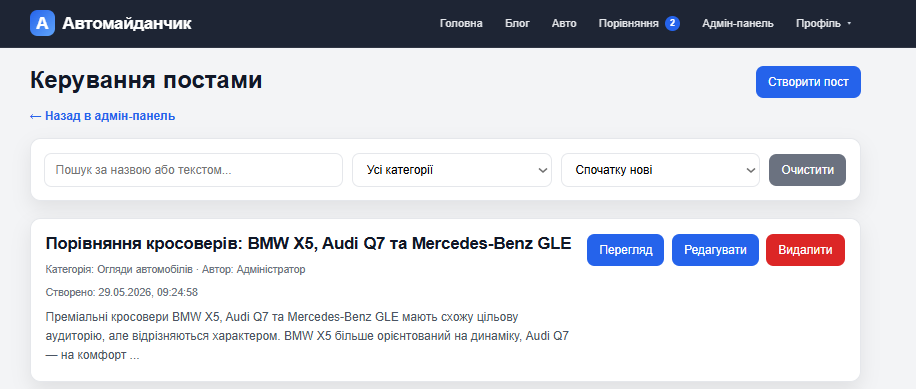 A Автомайданчик Головна Блог Авто Порівняння 2 Адмін-панель Профіль
Керування постами Створити пост
← Назад в адмін-панель
Пошук за назвою або текстом... Усі категорії Спочатку нові Очистити
Порівняння кросоверів: BMW X5, Audi Q7 та Mercedes-Benz GLE Перегляд Редагувати Видалити
Категорія: Огляди автомобілів · Автор: Адміністратор
Створено: 29.05.2026, 09:24:58
Преміальні кросовери BMW X5, Audi Q7 та Mercedes-Benz GLE мають схожу цільову
аудиторію, але відрізняються характером. BMW X5 більше орієнтований на динаміку, Audi Q7
— на комфорт ...